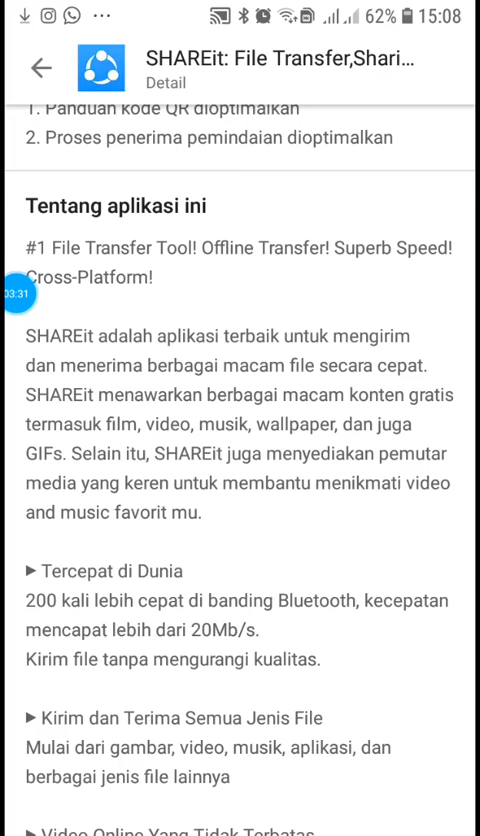 62% 15:08
SHAREit: File Transfer,Shari...
Detail
1. Panduan kode QR dioptimalkan
2. Proses penerima pemindaian dioptimalkan
Tentang aplikasi ini
#1 File Transfer Tool! Offline Transfer! Superb Speed!
Cross-Platform!
03:31
SHAREit adalah aplikasi terbaik untuk mengirim
dan menerima berbagai macam file secara cepat.
SHAREit menawarkan berbagai macam konten gratis
termasuk film, video, musik, wallpaper, dan juga
GIFs. Selain itu, SHAREit juga menyediakan pemutar
media yang keren untuk membantu menikmati video
and music favorit mu.
▶ Tercepat di Dunia
200 kali lebih cepat di banding Bluetooth, kecepatan
mencapat lebih dari 20Mb/s.
Kirim file tanpa mengurangi kualitas.
▶ Kirim dan Terima Semua Jenis File
Mulai dari gambar, video, musik, aplikasi, dan
berbagai jenis file lainnya
▶ Video Online Yang Tidak Terbatas